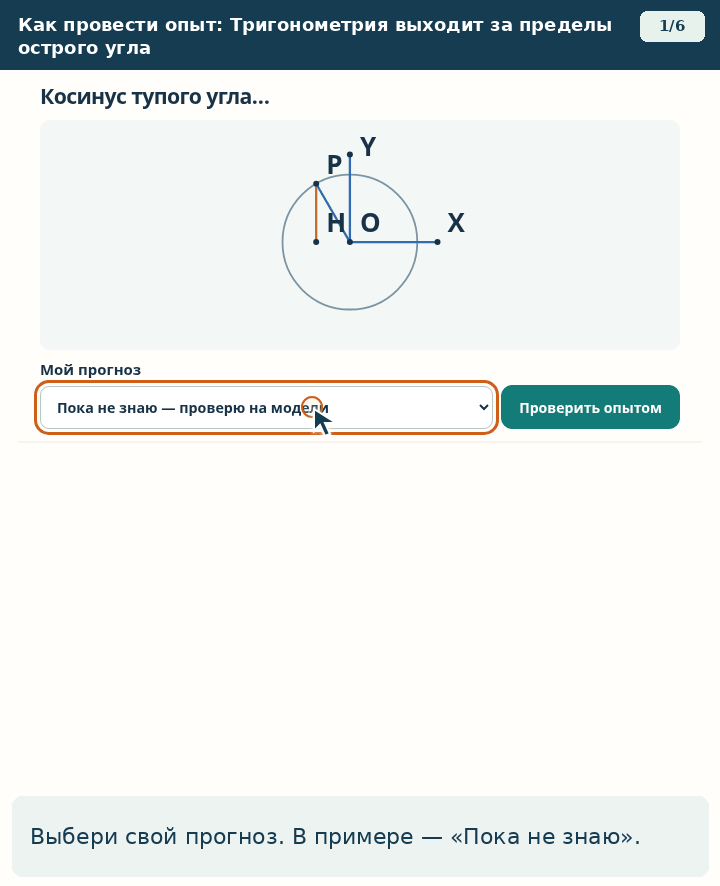 Как провести опыт: Тригонометрия выходит за пределы
острого угла
1/6
Косинус тупого угла...
Y
P
H
O
X
Мой прогноз
Пока не знаю — проверю на модели
Проверить опытом
Выбери свой прогноз. В примере — «Пока не знаю».